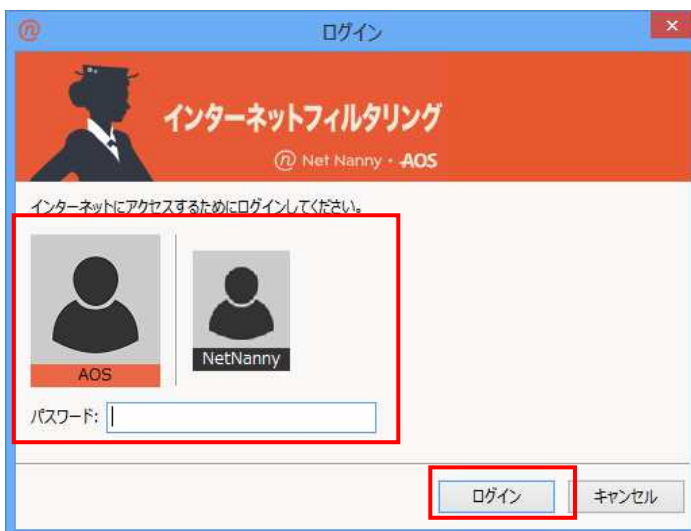 ログイン
インターネットフィルタリング
Net Nanny・AOS
インターネットにアクセスするためにログインしてください。
AOS
NetNanny
パスワード:
ログイン
キャンセル